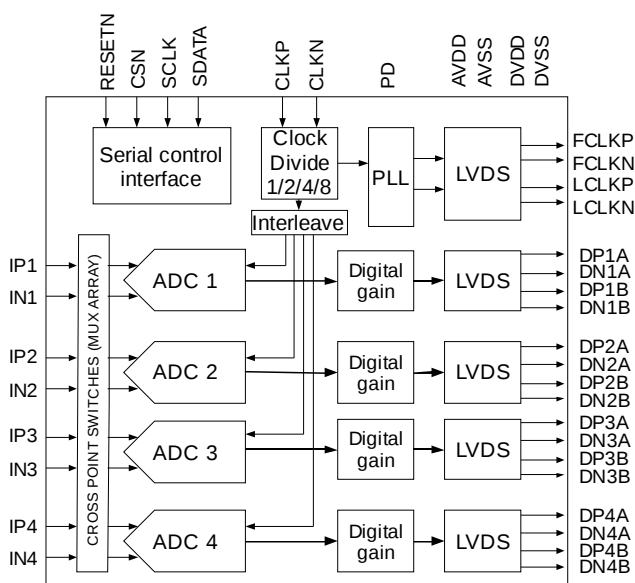 RESETN
CSN
SCLK
SDATA
CLKP
CLKN
PD
AVDD
AVSS
DVDD
DVSS
Serial control
interface
Clock
Divide
1/2/4/8
PLL
LVDS
FCLKP
FCLKN
LCLKP
LCLKN
Interleave
CROSS POINT SWITCHES (MUX ARRAY)
IP1
IN1
ADC 1
Digital
gain
LVDS
DP1A
DN1A
DP1B
DN1B
IP2
IN2
ADC 2
Digital
gain
LVDS
DP2A
DN2A
DP2B
DN2B
IP3
IN3
ADC 3
Digital
gain
LVDS
DP3A
DN3A
DP3B
DN3B
IP4
IN4
ADC 4
Digital
gain
LVDS
DP4A
DN4A
DP4B
DN4B